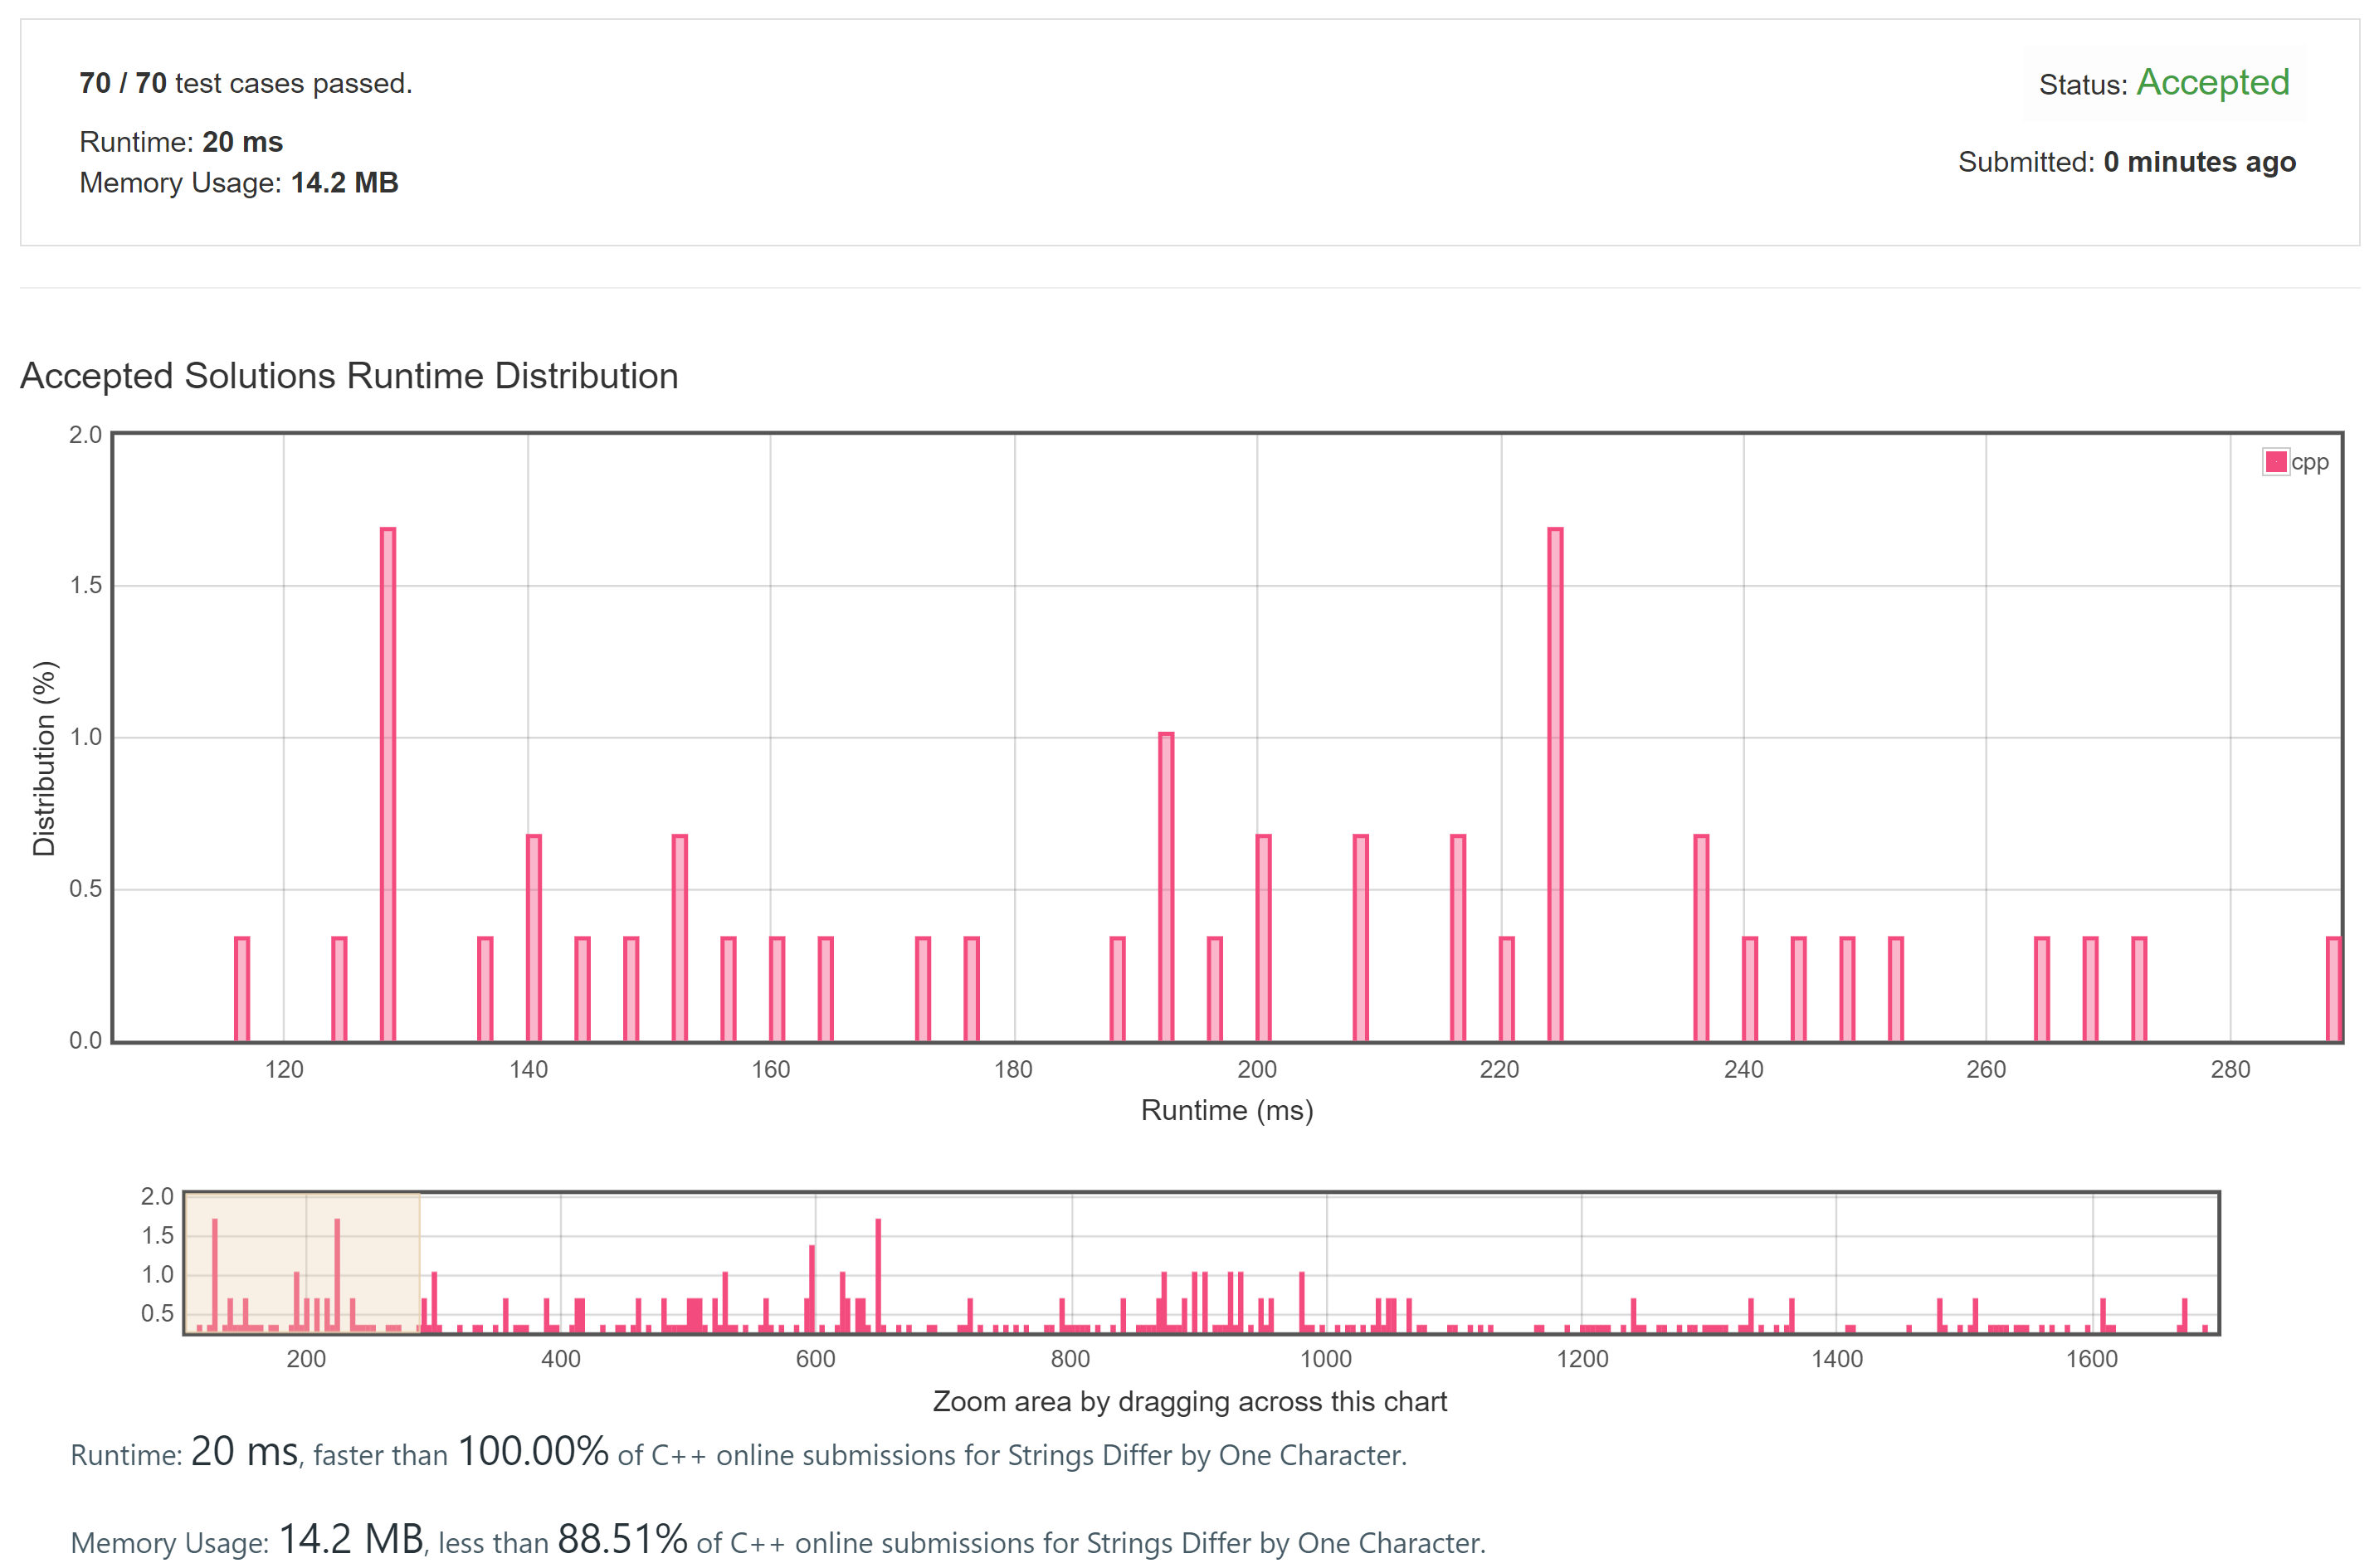 70 / 70 test cases passed.
Status: Accepted
Runtime: 20 ms
Submitted: 0 minutes ago
Memory Usage: 14.2 MB
Accepted Solutions Runtime Distribution
2.0
cpp
1.5
1.0
0.5
0.0
Distribution (%)
120 140 160 180 200 220 240 260 280
Runtime (ms)
2.0
1.5
1.0
0.5
200 400 600 800 1000 1200 1400 1600
Zoom area by dragging across this chart
Runtime: 20 ms, faster than 100.00% of C++ online submissions for Strings Differ by One Character.
Memory Usage: 14.2 MB, less than 88.51% of C++ online submissions for Strings Differ by One Character.